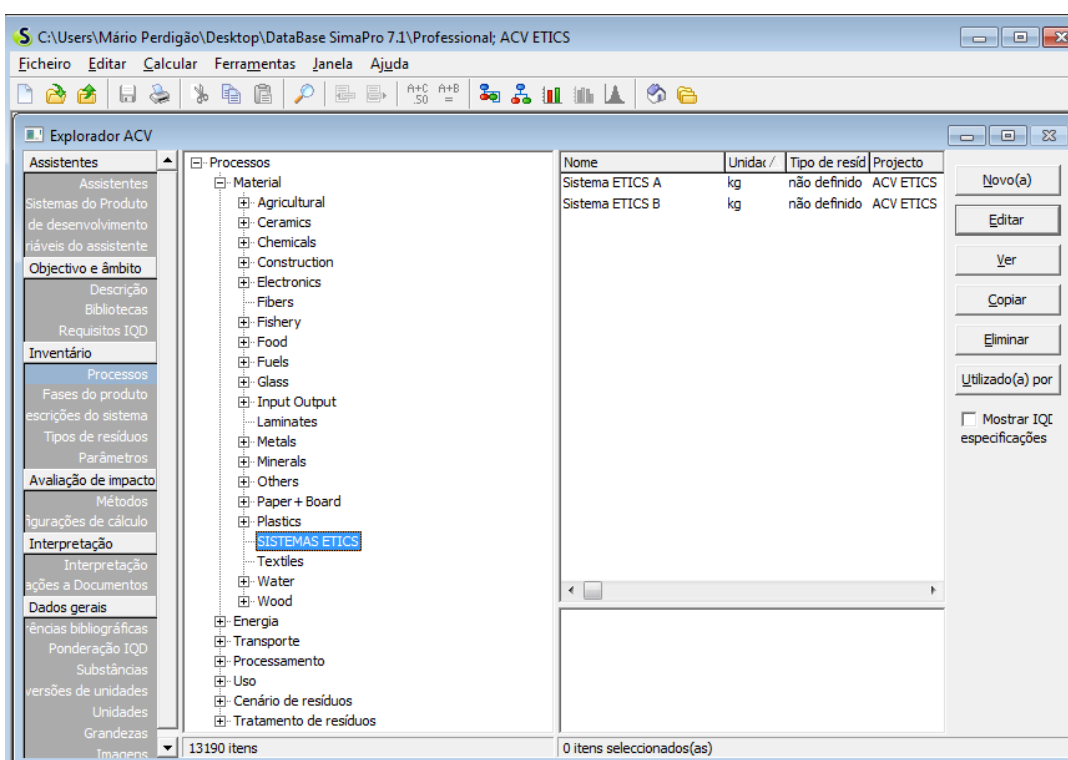 C:\Users\Mário Perdigão\Desktop\DataBase SimaPro 7.1\Professional; ACV ETICS
Ficheiro Editar Calcular Ferramentas Janela Ajuda
A+C
.50
A+B
=
Explorador ACV
Assistentes
Assistentes
Sistemas do Produto
de desenvolvimento
riáveis do assistente
Objectivo e âmbito
Descrição
Bibliotecas
Requisitos IQD
Inventário
Processos
Fases do produto
escrições do sistema
Tipos de resíduos
Parâmetros
Avaliação de impacto
Métodos
figurações de cálculo
Interpretação
Interpretação
ações a Documentos
Dados gerais
rências bibliográficas
Ponderação IQD
Substâncias
versões de unidades
Unidades
Grandezas
Imagens
Processos
Material
Agricultural
Ceramics
Chemicals
Construction
Electronics
Fibers
Fishery
Food
Fuels
Glass
Input Output
Laminates
Metals
Minerals
Others
Paper+Board
Plastics
SISTEMAS ETICS
Textiles
Water
Wood
Energia
Transporte
Processamento
Uso
Cenário de resíduos
Tratamento de resíduos
13190 itens
Nome Unidac / Tipo de resíd Projecto
Sistema ETICS A kg não definido ACV ETICS
Sistema ETICS B kg não definido ACV ETICS
0 itens seleccionados(as)
Novo(a)
Editar
Ver
Copiar
Eliminar
Utilizado(a) por
Mostrar IQD
especificações